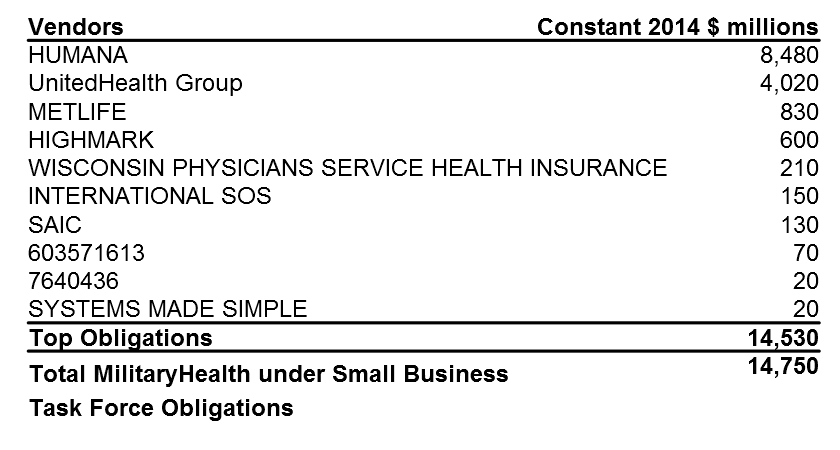 Vendors Constant 2014 $ millions
HUMANA 8,480
UnitedHealth Group 4,020
METLIFE 830
HIGHMARK 600
WISCONSIN PHYSICIANS SERVICE HEALTH INSURANCE 210
INTERNATIONAL SOS 150
SAIC 130
603571613 70
7640436 20
SYSTEMS MADE SIMPLE 20
Top Obligations 14,530
Total MilitaryHealth under Small Business 14,750
Task Force Obligations